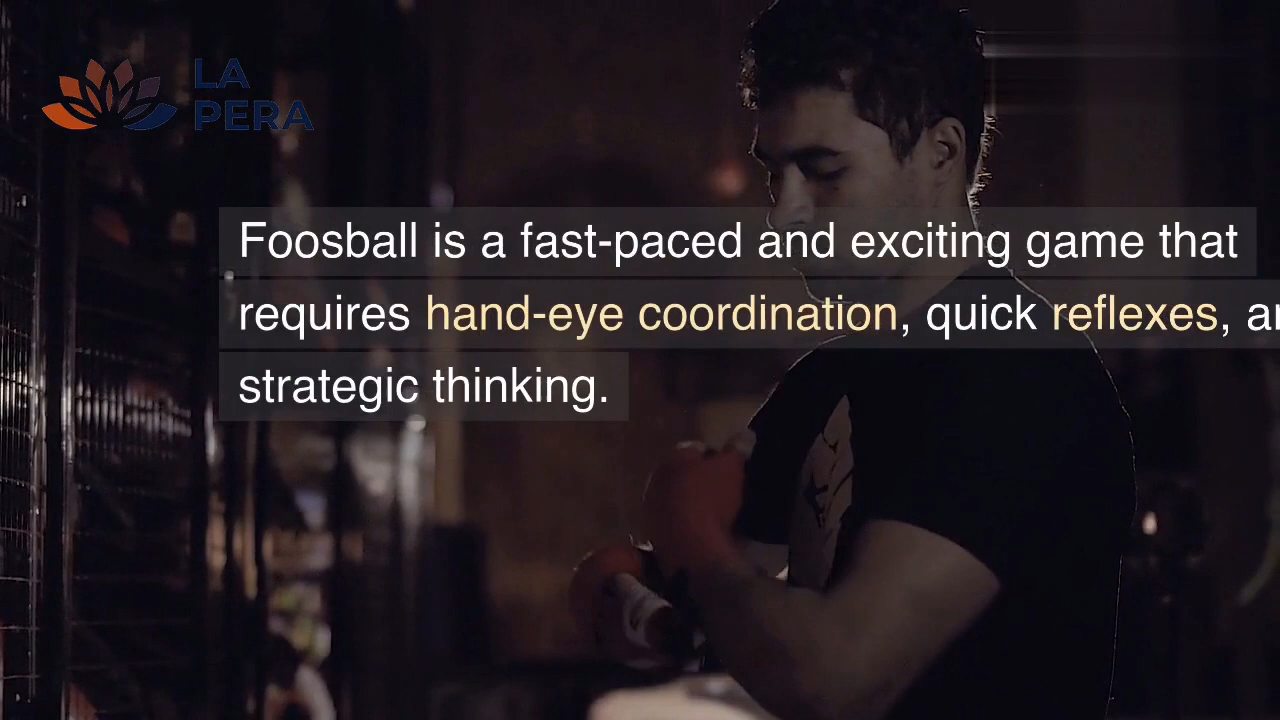 LA
PERA
Foosball is a fast-paced and exciting game that
requires hand-eye coordination, quick reflexes,
strategic thinking.